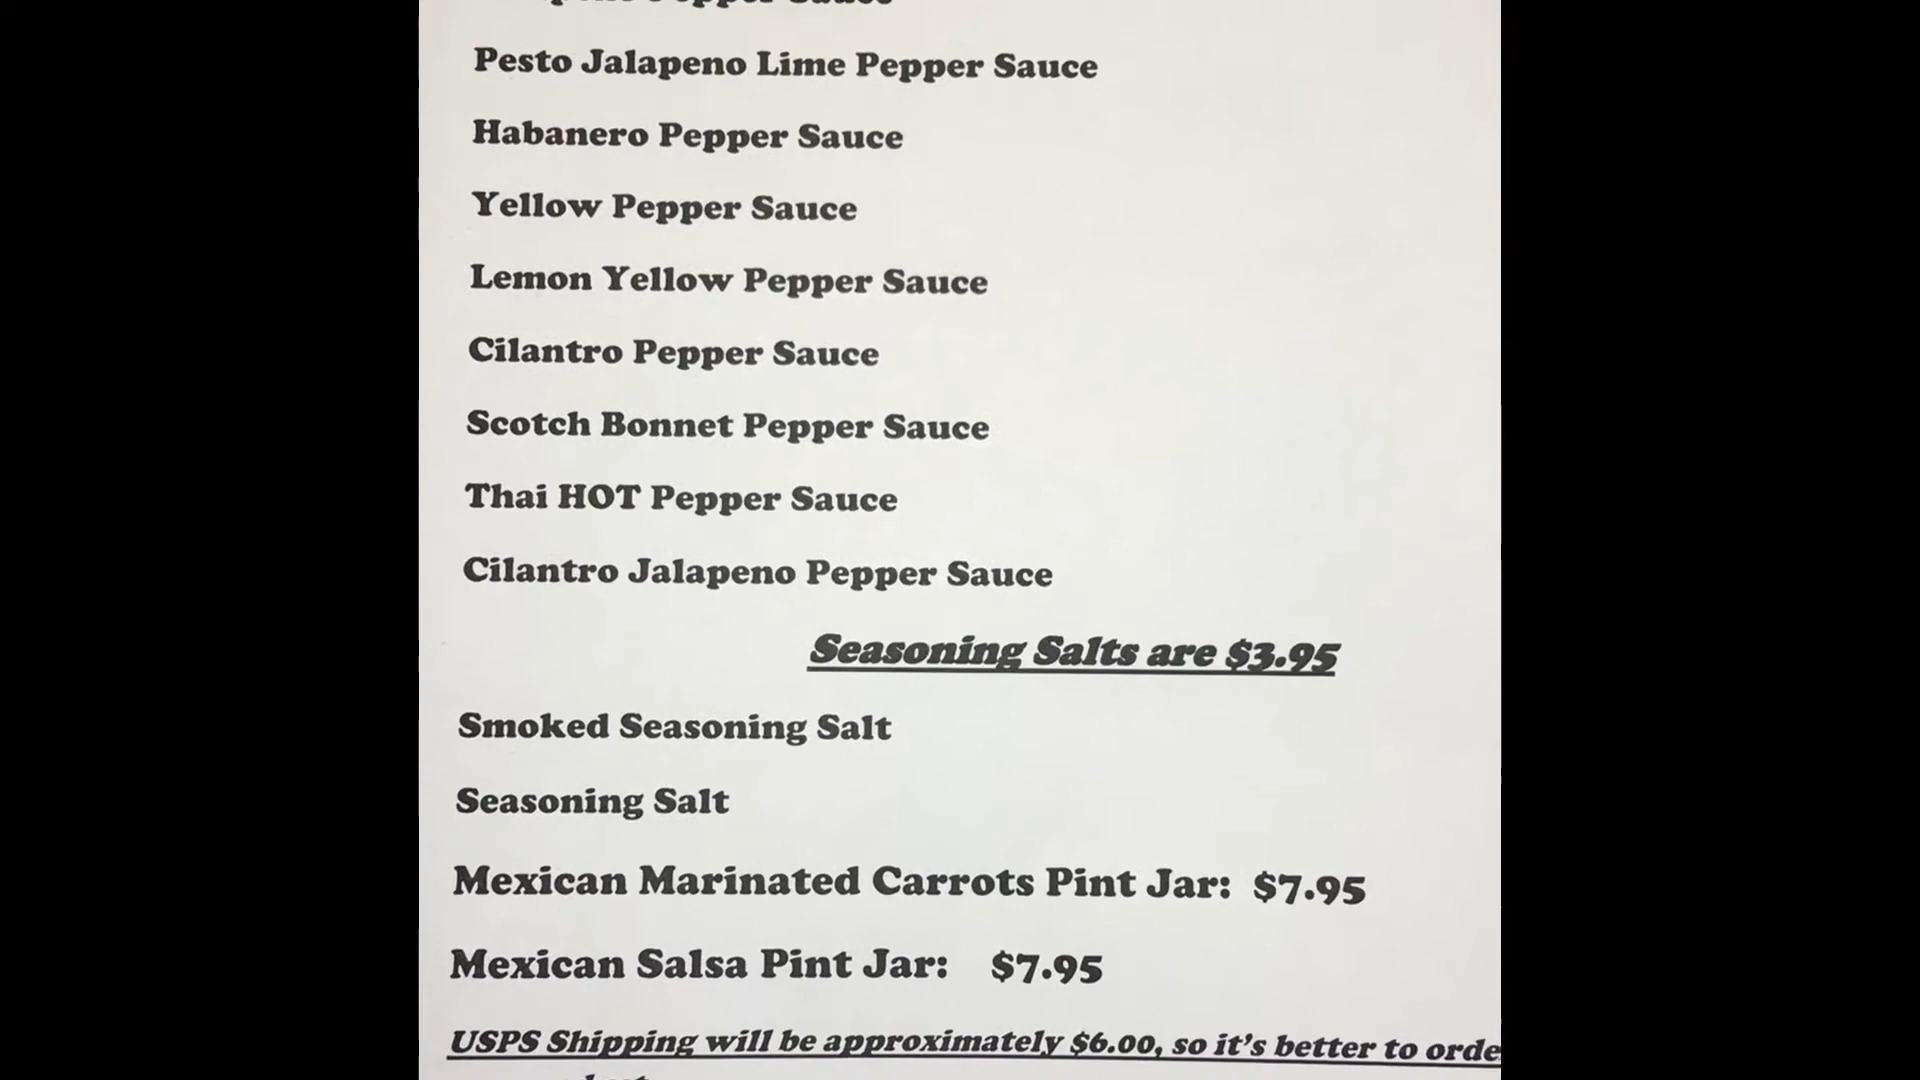 Pepper Sauce
Pesto Jalapeno Lime Pepper Sauce
Habanero Pepper Sauce
Yellow Pepper Sauce
Lemon Yellow Pepper Sauce
Cilantro Pepper Sauce
Scotch Bonnet Pepper Sauce
Thai HOT Pepper Sauce
Cilantro Jalapeno Pepper Sauce
Seasoning Salts are $3.95
Smoked Seasoning Salt
Seasoning Salt
Mexican Marinated Carrots Pint Jar: $7.95
Mexican Salsa Pint Jar: $7.95
USPS Shipping will be approximately $6.00, so it's better to orde